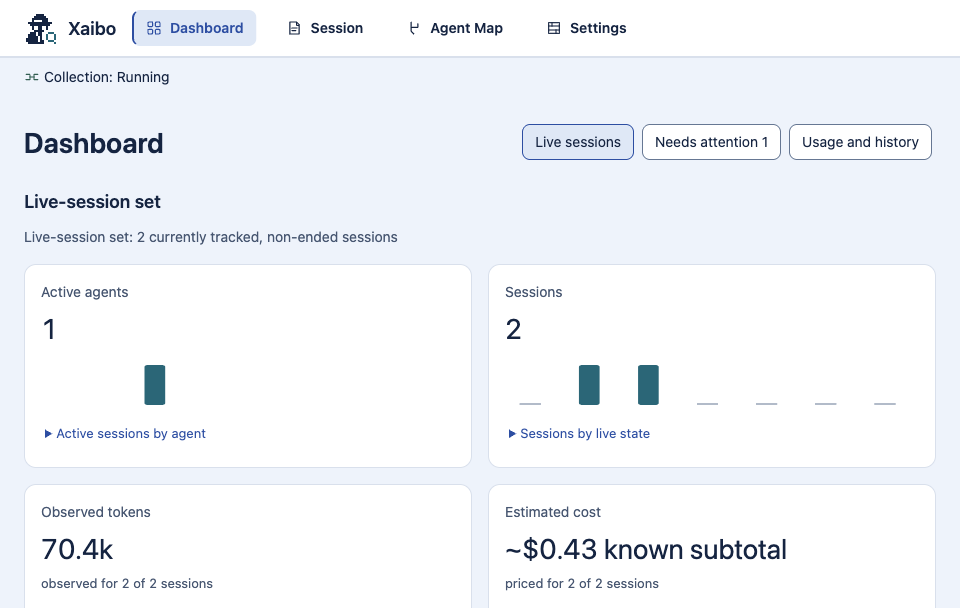 Xaibo
Dashboard
Session
Agent Map
Settings
Collection: Running
Dashboard
Live sessions
Needs attention 1
Usage and history
Live-session set
Live-session set: 2 currently tracked, non-ended sessions
Active agents
1
Active sessions by agent
Sessions
2
Sessions by live state
Observed tokens
70.4k
observed for 2 of 2 sessions
Estimated cost
~$0.43 known subtotal
priced for 2 of 2 sessions